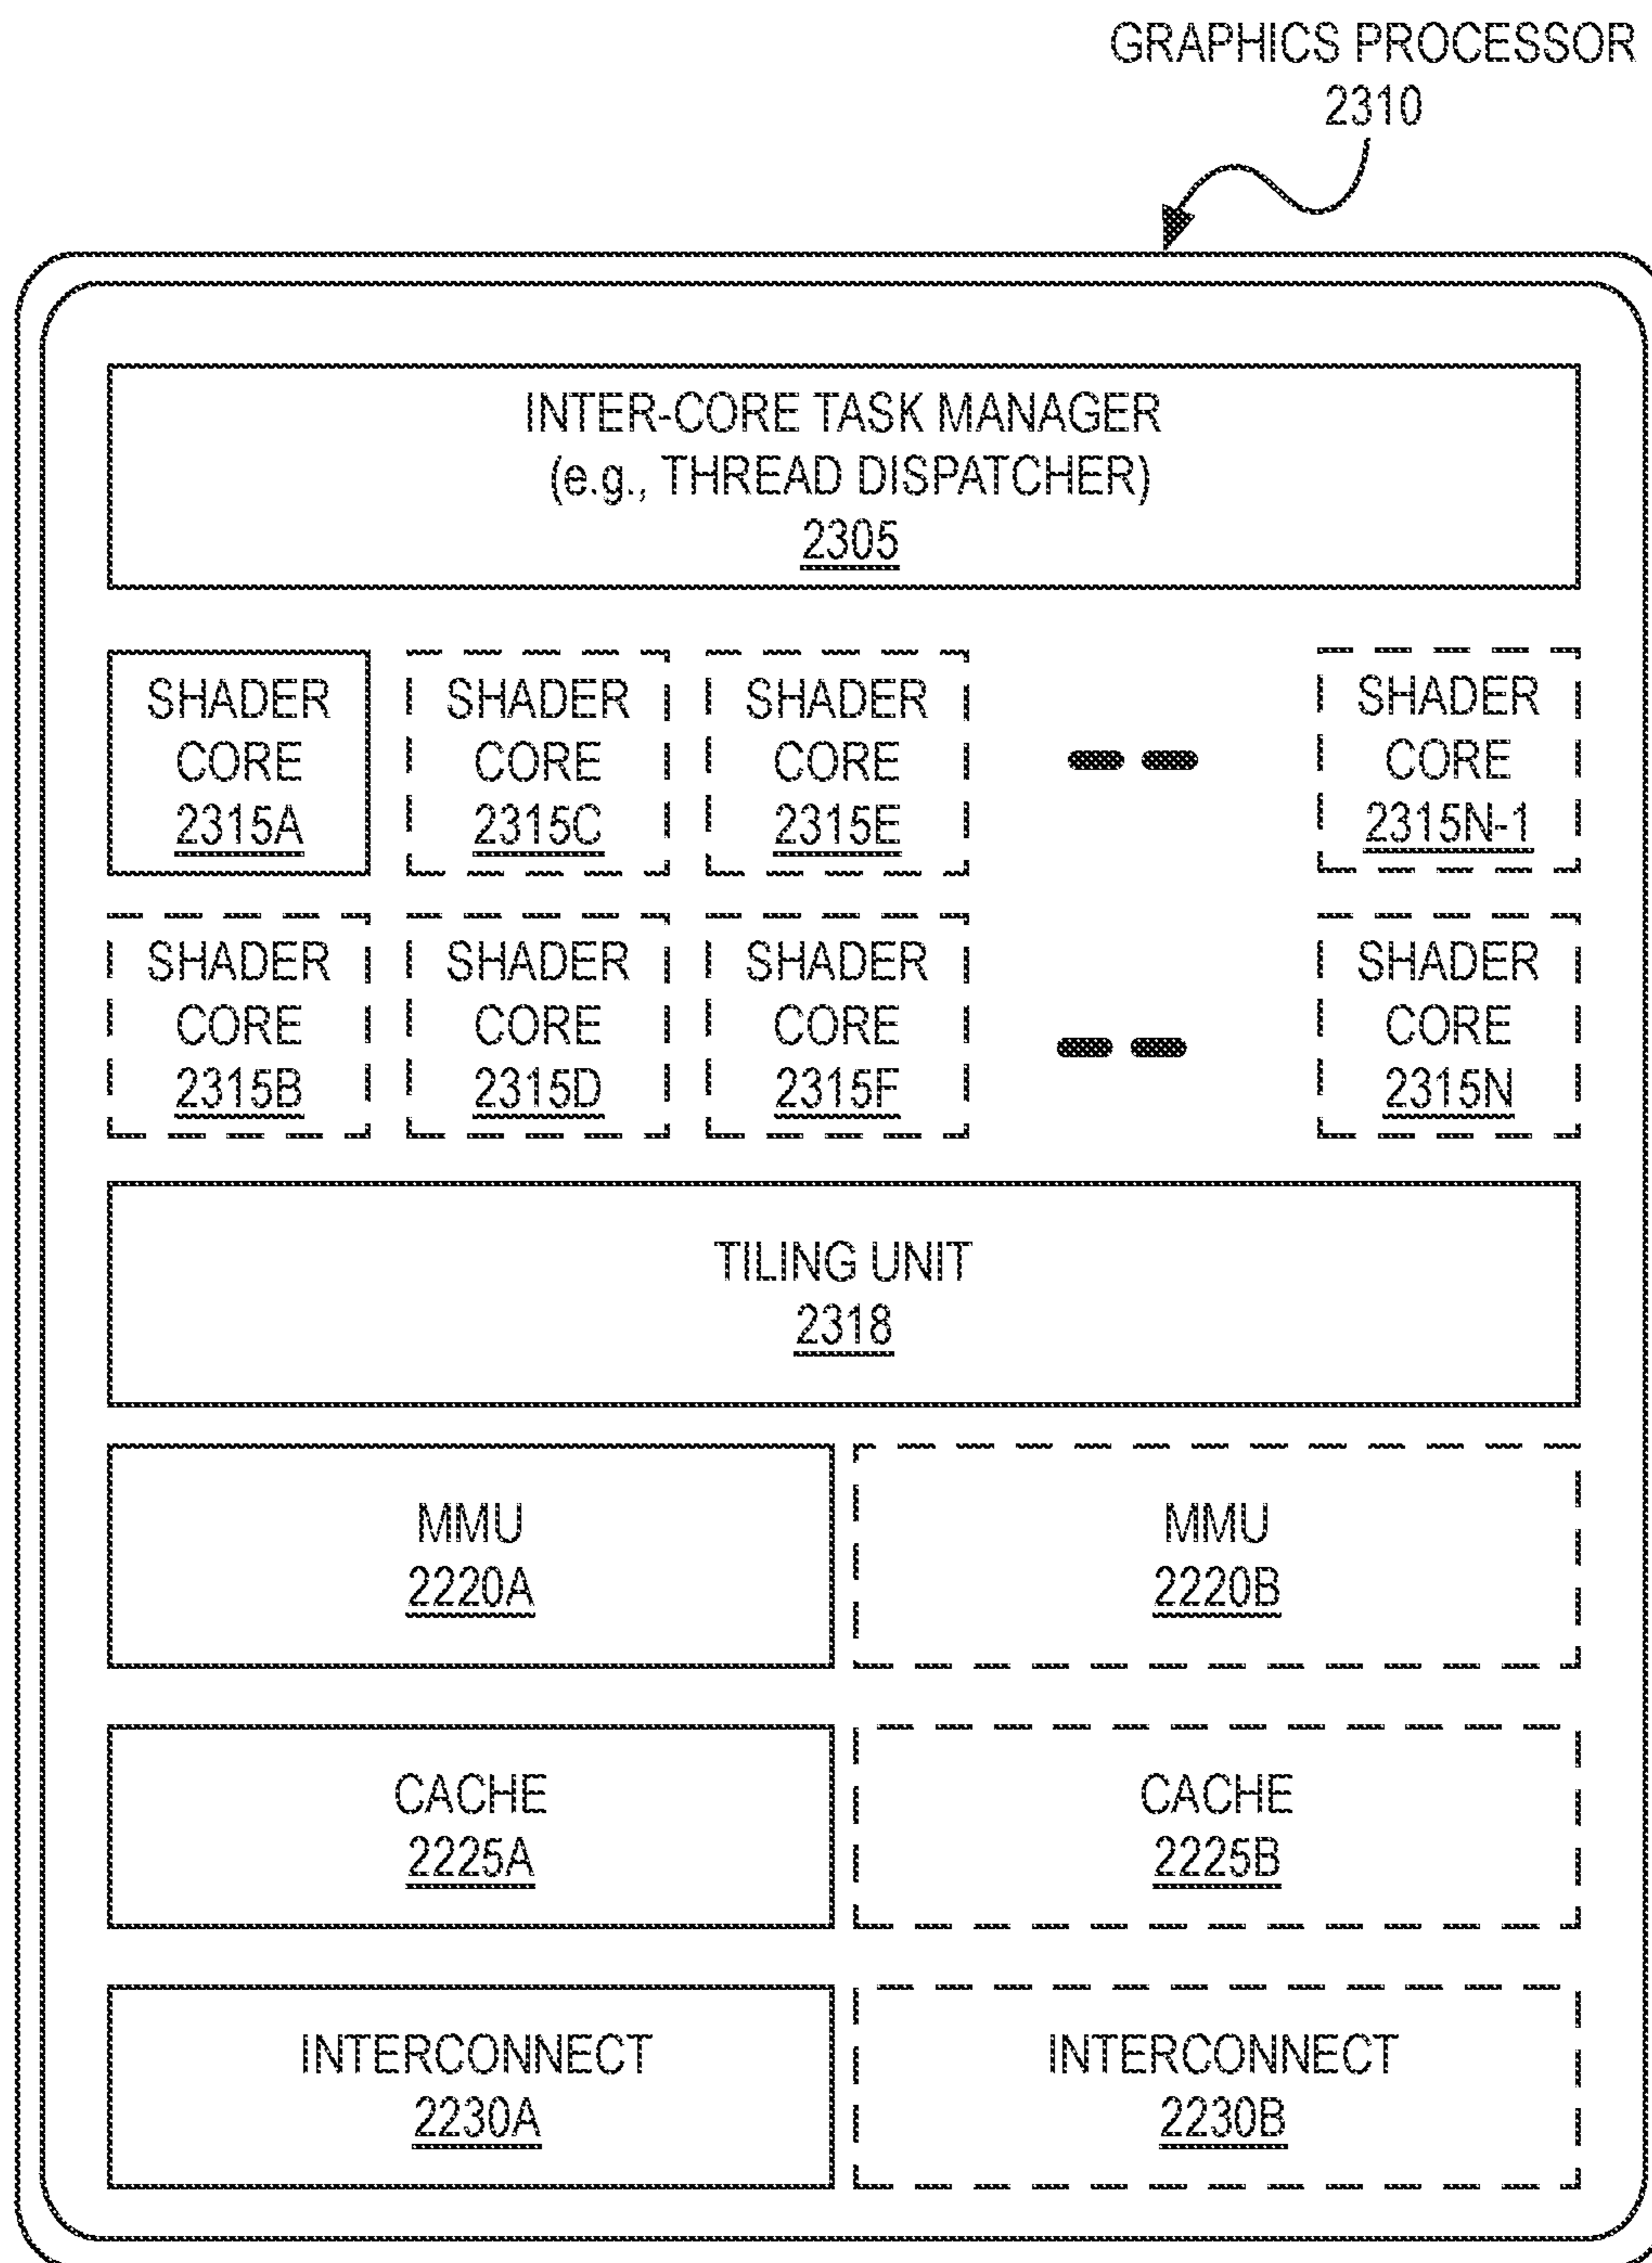 GRAPHICS PROCESSOR
2310
INTER-CORE TASK MANAGER
(e.g., THREAD DISPATCHER)
2305
SHADER
CORE
2315A
SHADER
CORE
2315C
SHADER
CORE
2315E
SHADER
CORE
2315N-1
SHADER
CORE
2315B
SHADER
CORE
2315D
SHADER
CORE
2315F
SHADER
CORE
2315N
TILING UNIT
2318
MMU
2220A
MMU
2220B
CACHE
2225A
CACHE
2225B
INTERCONNECT
2230A
INTERCONNECT
2230B